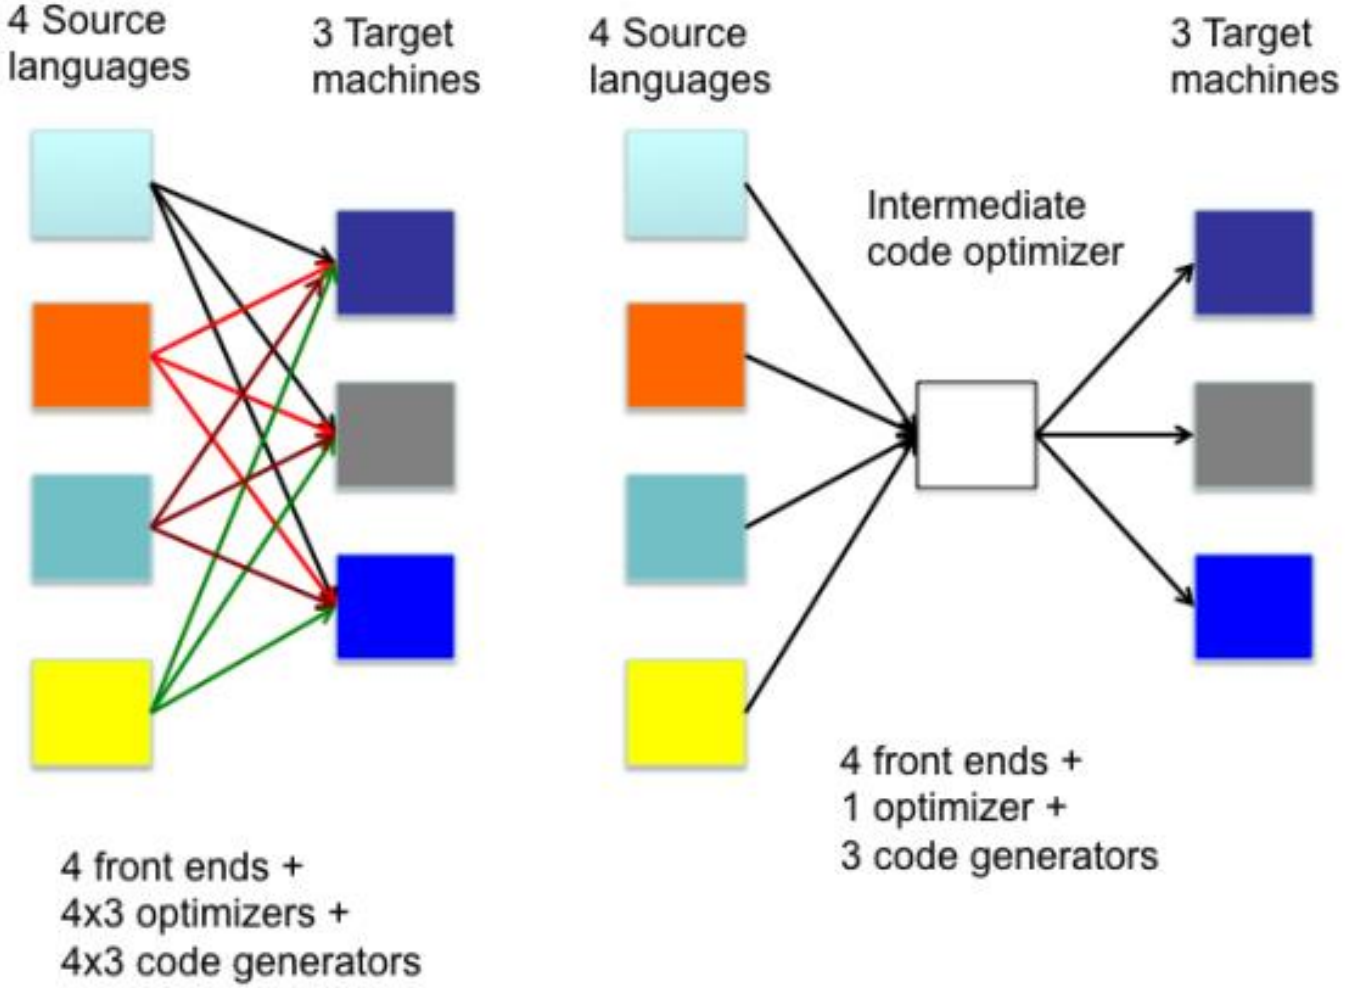 4 Source
languages
3 Target
machines
4 front ends +
4x3 optimizers +
4x3 code generators
4 Source
languages
Intermediate
code optimizer
3 Target
machines
4 front ends +
1 optimizer +
3 code generators